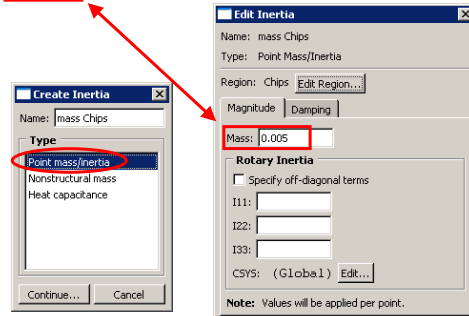 Edit Inertia
Name: mass Chips
Type: Point Mass/Inertia
Region: Chips Edit Region...
Magnitude Damping
Mass: 0.005
Rotary Inertia
Specify off-diagonal terms
I11:
I22:
I33:
CSYS: (Global) Edit...
Note: Values will be applied per point.
Create Inertia
Name: mass Chips
Type
Point mass/inertia
Nonstructural mass
Heat capacitance
Continue... Cancel